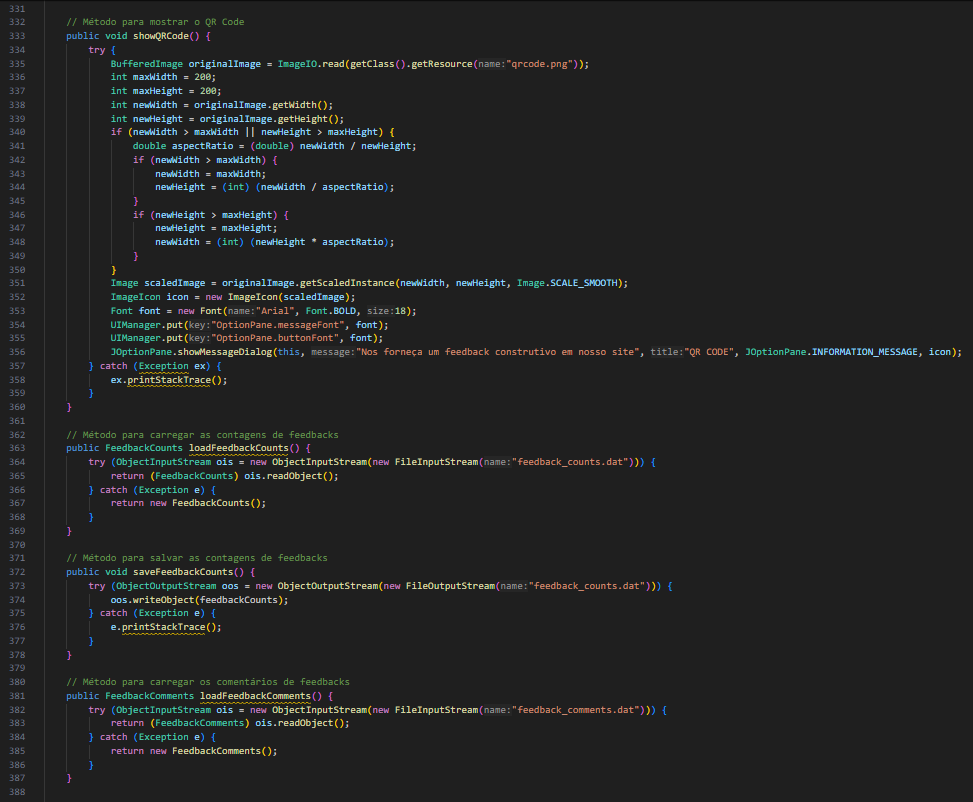 331
332 // Método para mostrar o QR Code
333 public void showQRCode() {
334 try {
335 BufferedImage originalImage = ImageIO.read(getClass().getResource(name:"qrcode.png"));
336 int maxWidth = 200;
337 int maxHeight = 200;
338 int newWidth = originalImage.getWidth();
339 int newHeight = originalImage.getHeight();
340 if (newWidth > maxWidth || newHeight > maxHeight) {
341 double aspectRatio = (double) newWidth / newHeight;
342 if (newWidth > maxWidth) {
343 newWidth = maxWidth;
344 newHeight = (int) (newWidth / aspectRatio);
345 }
346 if (newHeight > maxHeight) {
347 newHeight = maxHeight;
348 newWidth = (int) (newHeight * aspectRatio);
349 }
350 }
351 Image scaledImage = originalImage.getScaledInstance(newWidth, newHeight, Image.SCALE_SMOOTH);
352 ImageIcon icon = new ImageIcon(scaledImage);
353 Font font = new Font(name:"Arial", Font.BOLD, size:18);
354 UIManager.put(key:"OptionPane.messageFont", font);
355 UIManager.put(key:"OptionPane.buttonFont", font);
356 JOptionPane.showMessageDialog(this, message:"Nos forneça um feedback construtivo em nosso site", title:"QR CODE", JOptionPane.INFORMATION_MESSAGE, icon);
357 } catch (Exception ex) {
358 ex.printStackTrace();
359 }
360 }
361
362 // Método para carregar as contagens de feedbacks
363 public FeedbackCounts loadFeedbackCounts() {
364 try (ObjectInputStream ois = new ObjectInputStream(new FileInputStream(name:"feedback_counts.dat"))) {
365 return (FeedbackCounts) ois.readObject();
366 } catch (Exception e) {
367 return new FeedbackCounts();
368 }
369 }
370
371 // Método para salvar as contagens de feedbacks
372 public void saveFeedbackCounts() {
373 try (ObjectOutputStream oos = new ObjectOutputStream(new FileOutputStream(name:"feedback_counts.dat"))) {
374 oos.writeObject(feedbackCounts);
375 } catch (Exception e) {
376 e.printStackTrace();
377 }
378 }
379
380 // Método para carregar os comentários de feedbacks
381 public FeedbackComments loadFeedbackComments() {
382 try (ObjectInputStream ois = new ObjectInputStream(new FileInputStream(name:"feedback_comments.dat"))) {
383 return (FeedbackComments) ois.readObject();
384 } catch (Exception e) {
385 return new FeedbackComments();
386 }
387 }
388